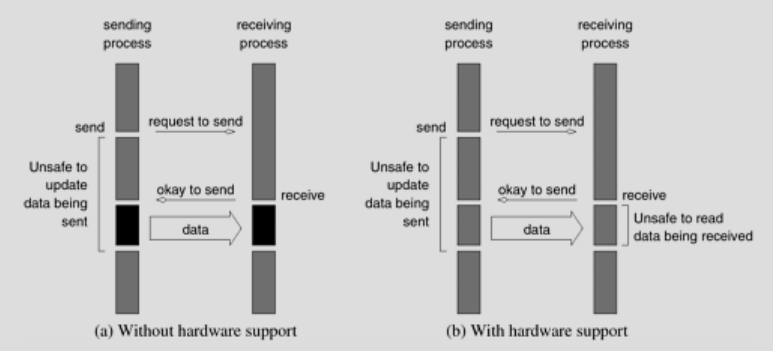 sending
process
receiving
process
send
request to send
Unsafe to
update
data being
sent
okay to send
receive
data
(a) Without hardware support
sending
process
receiving
process
send
request to send
Unsafe to
update
data being
sent
okay to send
receive
data
Unsafe to read
data being received
(b) With hardware support